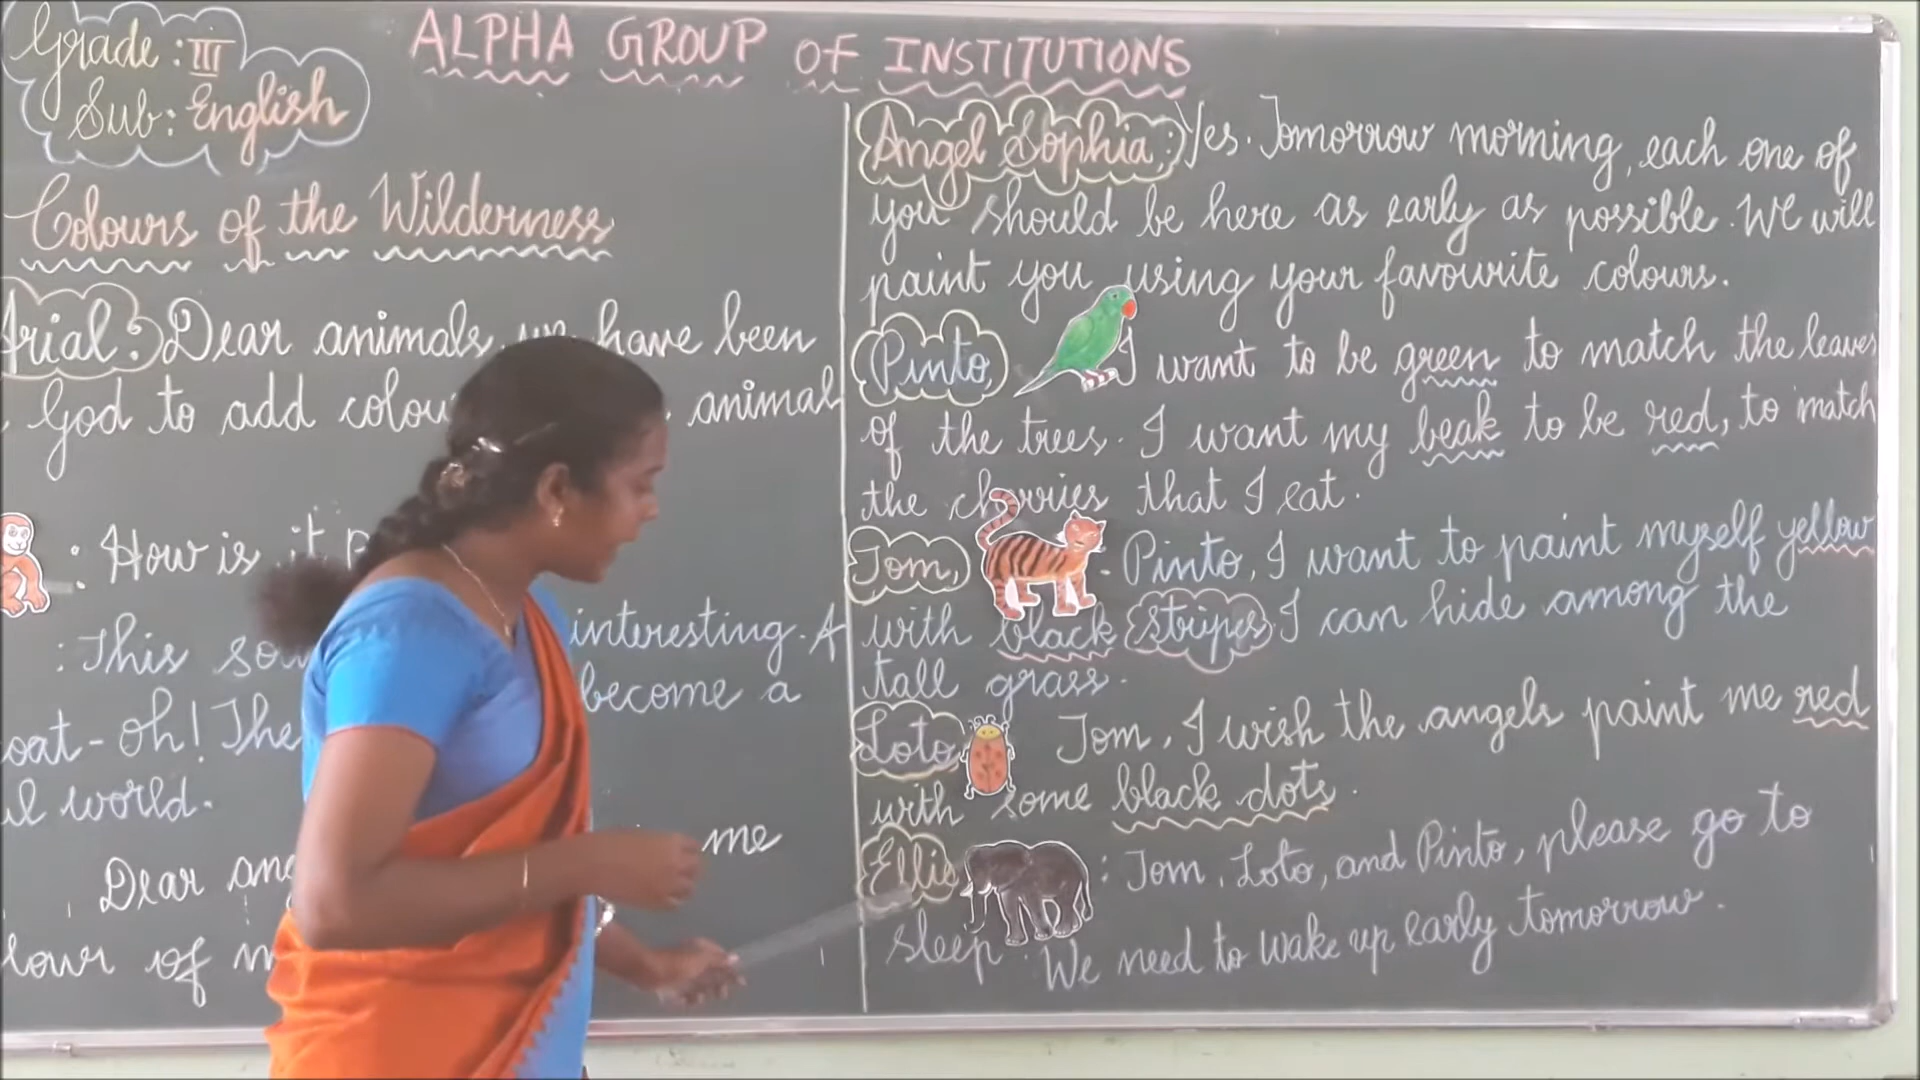 Grade : III
Sub : English
ALPHA GROUP OF INSTITUTIONS
Colours of the Wilderness
Arial : Dear animals, we have been
God to add animal
: How is it
: This interesting. A
become a
oat - Oh! The
world.
Dear me
of
Angel Sophia : Yes. Tomorrow morning, each one of
you should be here as early as possible. We will
paint you using your favourite colours.
Pinto, I want to be green to match the leaves
of the trees. I want my beak to be red, to match
the cherries that I eat.
Tom, : Pinto, I want to paint myself yellow
with black stripes I can hide among the
tall grass.
Loto Tom, I wish the angels paint me red
with some black dots.
Ellie : Tom, Loto, and Pinto, please go to
sleep. We need to wake up early tomorrow.